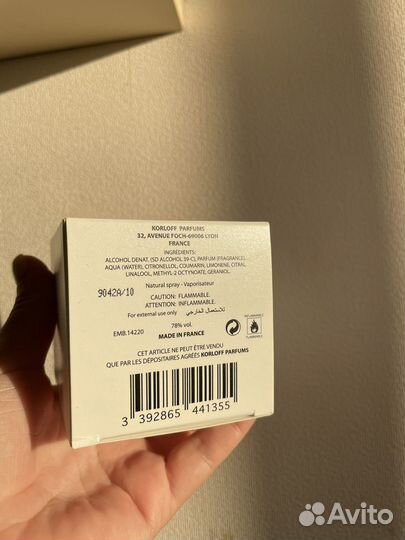 KORLOFF PARFUMS
32, AVENUE FOCH-69006 LYON
FRANCE
INGRÉDIENTS:
ALCOHOL DENAT. (SD ALCOHOL 39-C), PARFUM (FRAGRANCE),
AQUA (WATER), CITRONELLOL, COUMARIN, LIMONENE, CITRAL,
LINALOOL, METHYL-2 OCTYNOATE, GERANIOL.
Natural spray - Vaporisateur
9042A/10
CAUTION: FLAMMABLE.
ATTENTION: INFLAMMABLE.
For external use only للاستعمال الخارجي
INFLAMMABLE
FLAMMABLE
EMB.14220
78% vol.
MADE IN FRANCE
CET ARTICLE NE PEUT ÊTRE VENDU
QUE PAR LES DÉPOSITAIRES AGRÉÉS KORLOFF PARFUMS
3 392865 441355
Avito